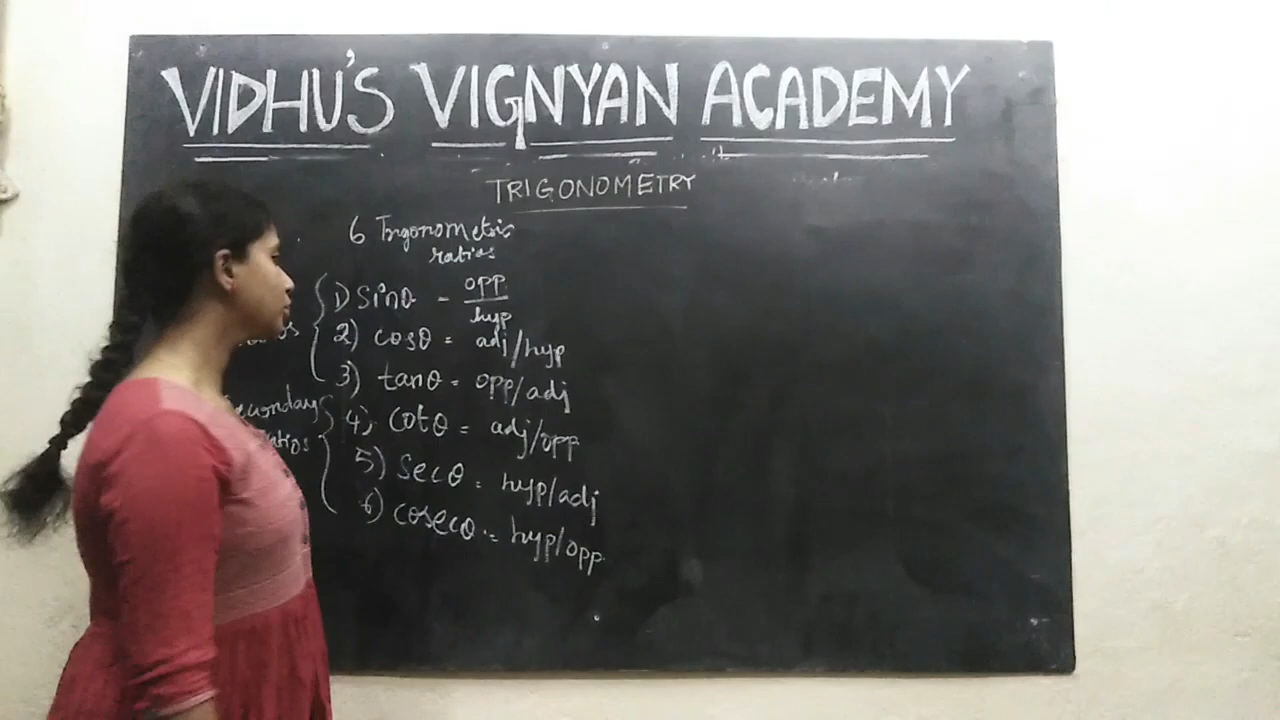 VIDHU'S VIGNYAN ACADEMY
TRIGONOMETRY
6 Trigonometric
ratios
1) sinθ = opp
hyp
2) cosθ = adj/hyp
3) tanθ = opp/adj
4) cotθ = adj/opp
5) secθ = hyp/adj
6) cosecθ = hyp/opp